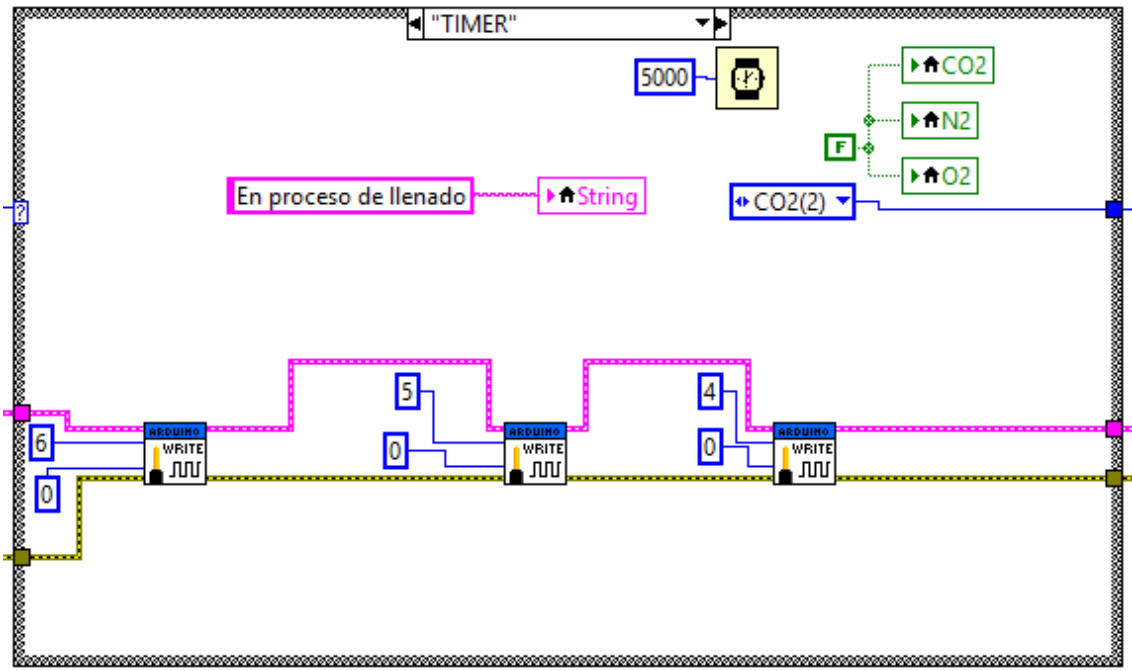 "TIMER"
5000
CO2
N2
F
O2
En proceso de llenado
String
CO2(2)
?
5
4
ARDUINO
WRITE
6
0
ARDUINO
WRITE
0
ARDUINO
WRITE
0